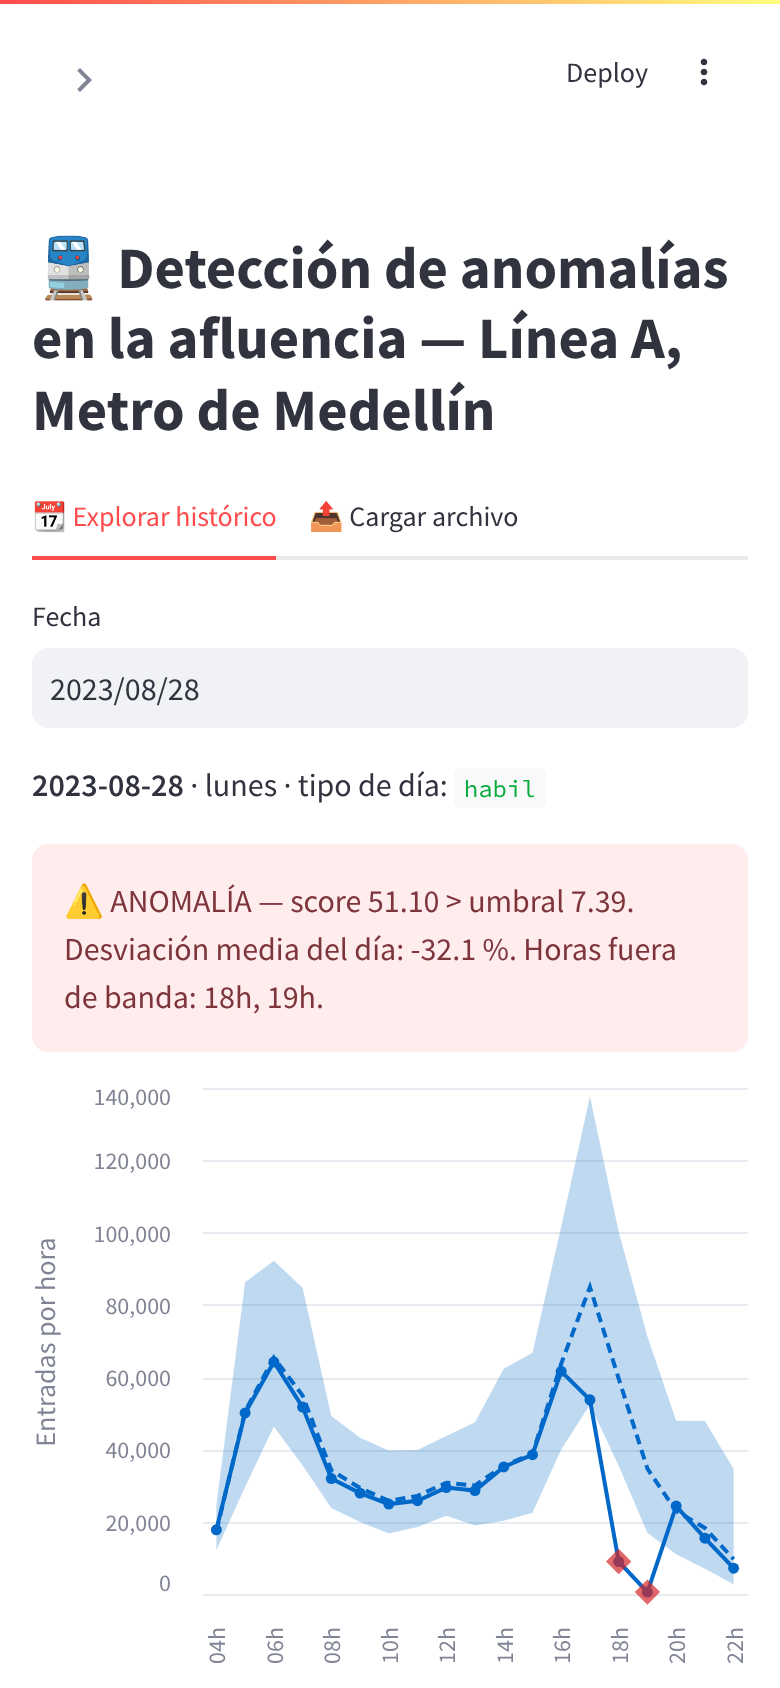 Deploy
Detección de anomalías
en la afluencia — Línea A,
Metro de Medellín
July
17
Explorar histórico
Cargar archivo
Fecha
2023/08/28
2023-08-28 · lunes · tipo de día: habil
ANOMALÍA — score 51.10 > umbral 7.39.
Desviación media del día: -32.1 %. Horas fuera
de banda: 18h, 19h.
140,000
120,000
100,000
80,000
60,000
40,000
20,000
0
Entradas por hora
04h
06h
08h
10h
12h
14h
16h
18h
20h
22h